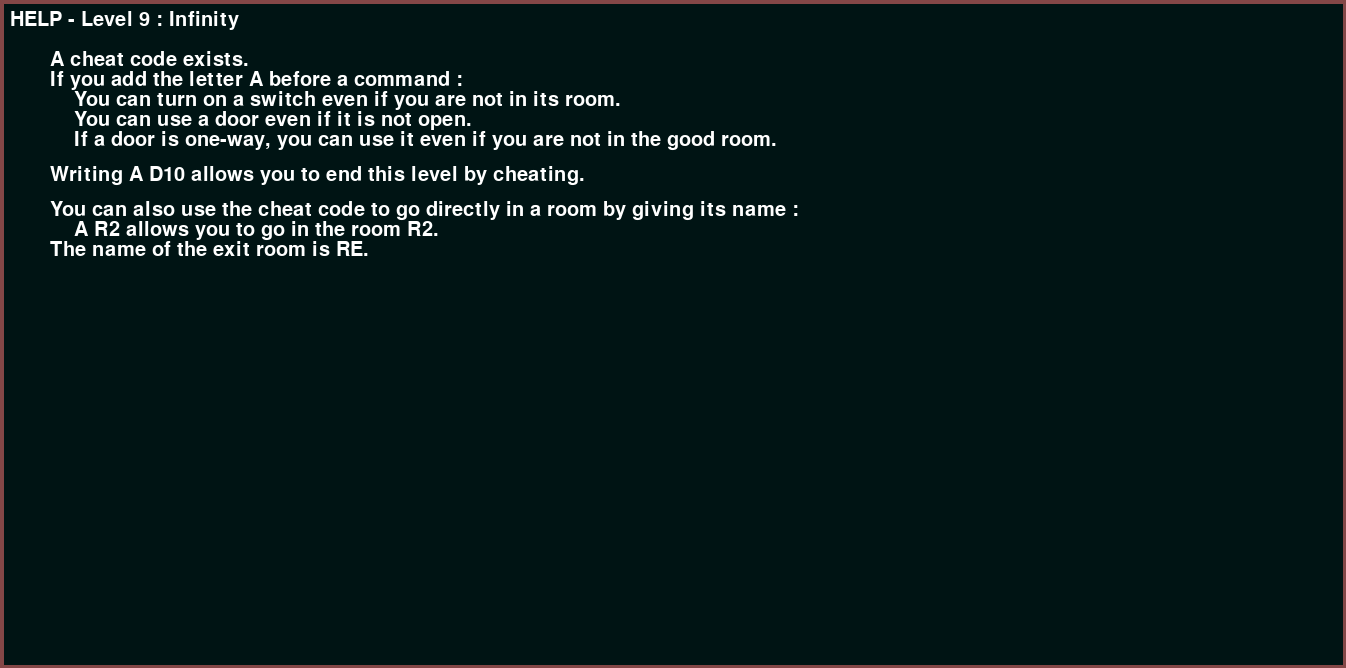 HELP - Level 9 : Infinity
A cheat code exists.
If you add the letter A before a command :
You can turn on a switch even if you are not in its room.
You can use a door even if it is not open.
If a door is one-way, you can use it even if you are not in the good room.
Writing A D10 allows you to end this level by cheating.
You can also use the cheat code to go directly in a room by giving its name :
A R2 allows you to go in the room R2.
The name of the exit room is RE.